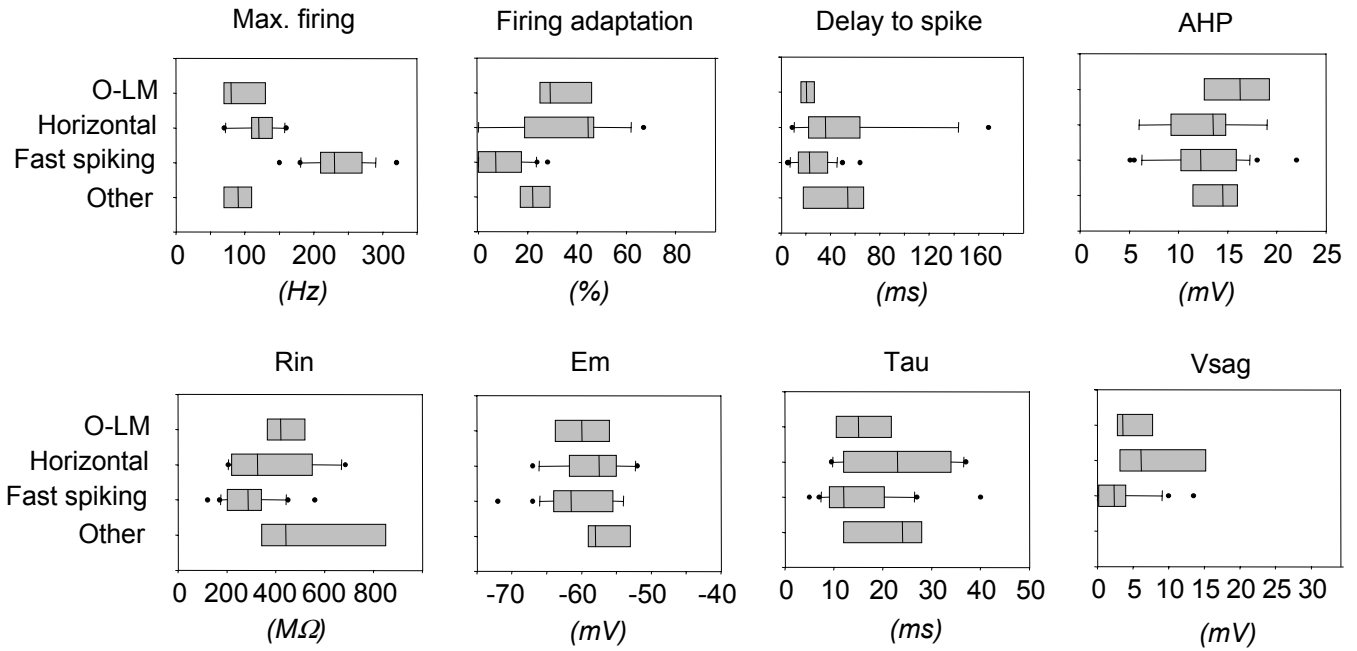 Max. firing
Firing adaptation
Delay to spike
AHP
O-LM
Horizontal
Fast spiking
Other
0 100 200 300
0 20 40 60 80
0 40 80 120 160
0 5 10 15 20 25
(Hz)
(%)
(ms)
(mV)
Rin
Em
Tau
Vsag
O-LM
Horizontal
Fast spiking
Other
0 200 400 600 800
-70 -60 -50 -40
0 10 20 30 40 50
0 5 10 15 20 25 30
(MΩ)
(mV)
(ms)
(mV)